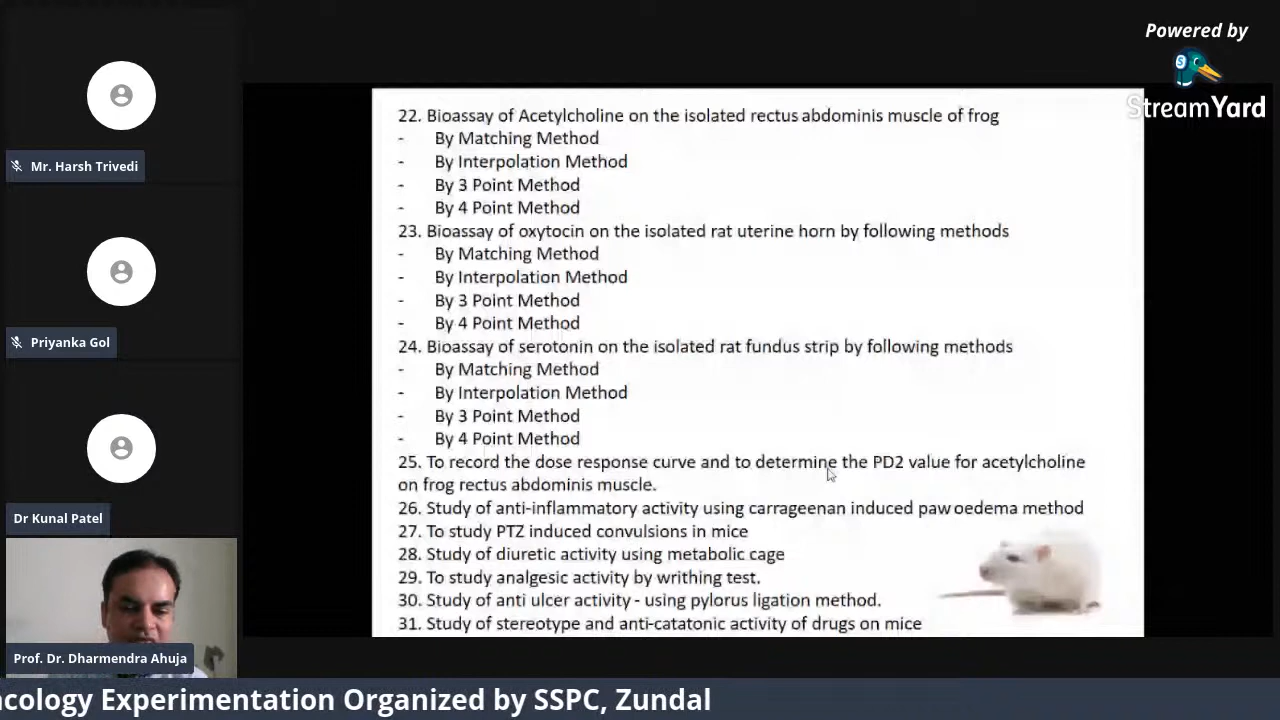 Powered by
StreamYard
Mr. Harsh Trivedi
Priyanka Gol
Dr Kunal Patel
Prof. Dr. Dharmendra Ahuja
22. Bioassay of Acetylcholine on the isolated rectus abdominis muscle of frog
- By Matching Method
- By Interpolation Method
- By 3 Point Method
- By 4 Point Method
23. Bioassay of oxytocin on the isolated rat uterine horn by following methods
- By Matching Method
- By Interpolation Method
- By 3 Point Method
- By 4 Point Method
24. Bioassay of serotonin on the isolated rat fundus strip by following methods
- By Matching Method
- By Interpolation Method
- By 3 Point Method
- By 4 Point Method
25. To record the dose response curve and to determine the PD2 value for acetylcholine
on frog rectus abdominis muscle.
26. Study of anti-inflammatory activity using carrageenan induced paw oedema method
27. To study PTZ induced convulsions in mice
28. Study of diuretic activity using metabolic cage
29. To study analgesic activity by writhing test.
30. Study of anti ulcer activity - using pylorus ligation method.
31. Study of stereotype and anti-catatonic activity of drugs on mice
acology Experimentation Organized by SSPC, Zundal